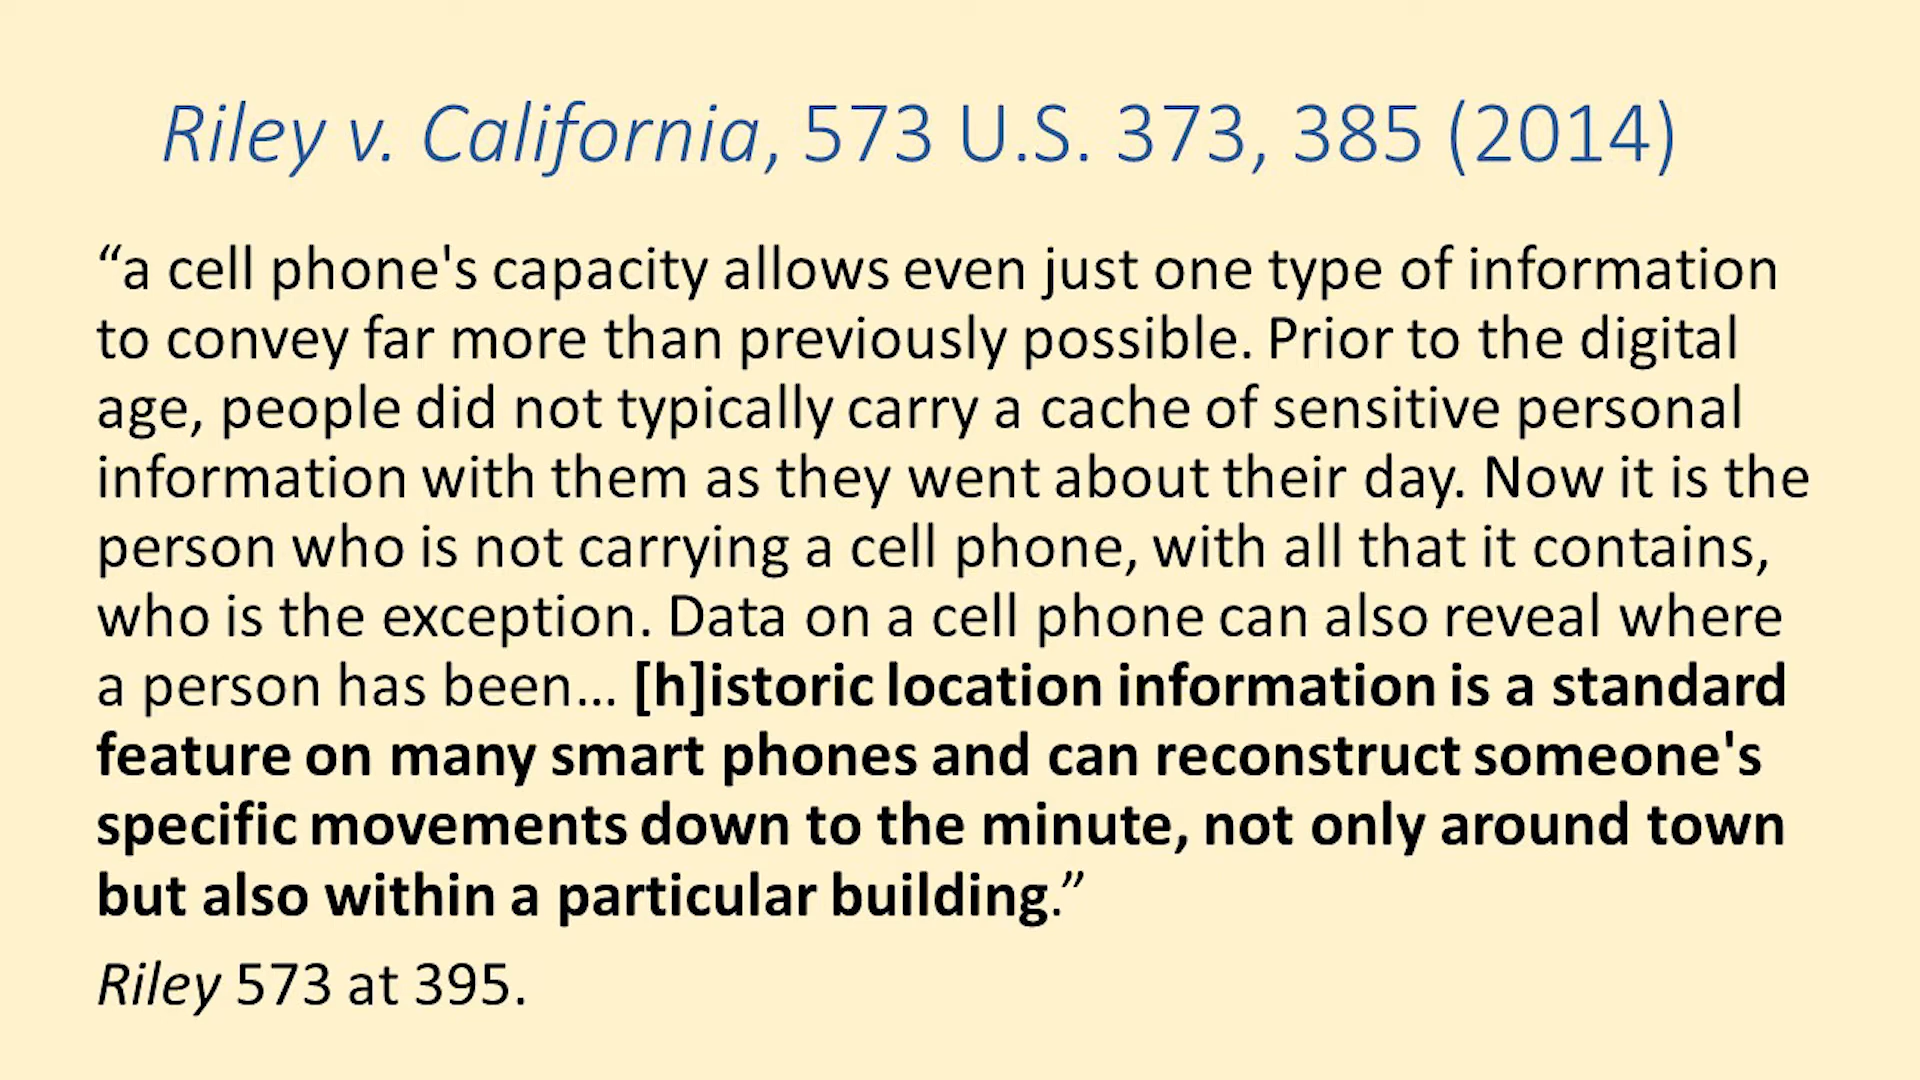 Riley v. California, 573 U.S. 373, 385 (2014)
“a cell phone's capacity allows even just one type of information
to convey far more than previously possible. Prior to the digital
age, people did not typically carry a cache of sensitive personal
information with them as they went about their day. Now it is the
person who is not carrying a cell phone, with all that it contains,
who is the exception. Data on a cell phone can also reveal where
a person has been… [h]istoric location information is a standard
feature on many smart phones and can reconstruct someone's
specific movements down to the minute, not only around town
but also within a particular building.”
Riley 573 at 395.